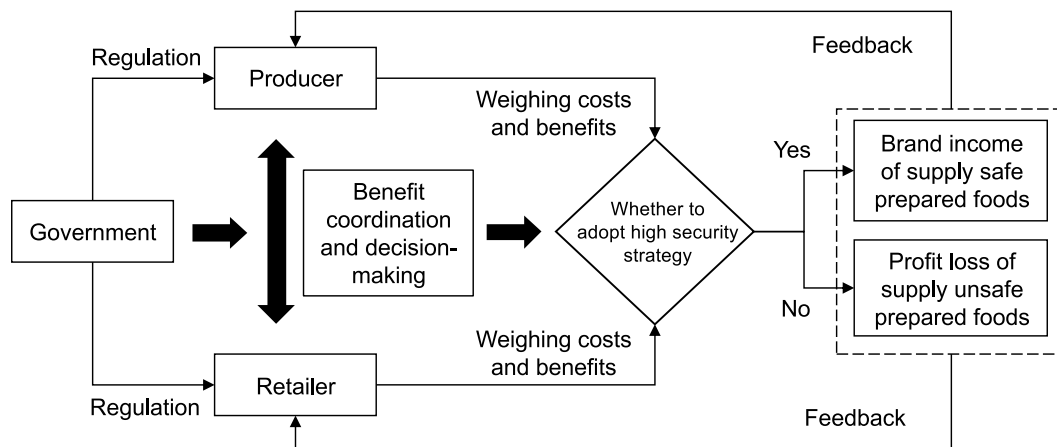 Regulation
Producer
Feedback
Weighing costs
and benefits
Yes
Brand income
of supply safe
prepared foods
Government
Benefit
coordination
and decision-
making
Whether to
adopt high security
strategy
No
Profit loss of
supply unsafe
prepared foods
Weighing costs
and benefits
Regulation
Retailer
Feedback